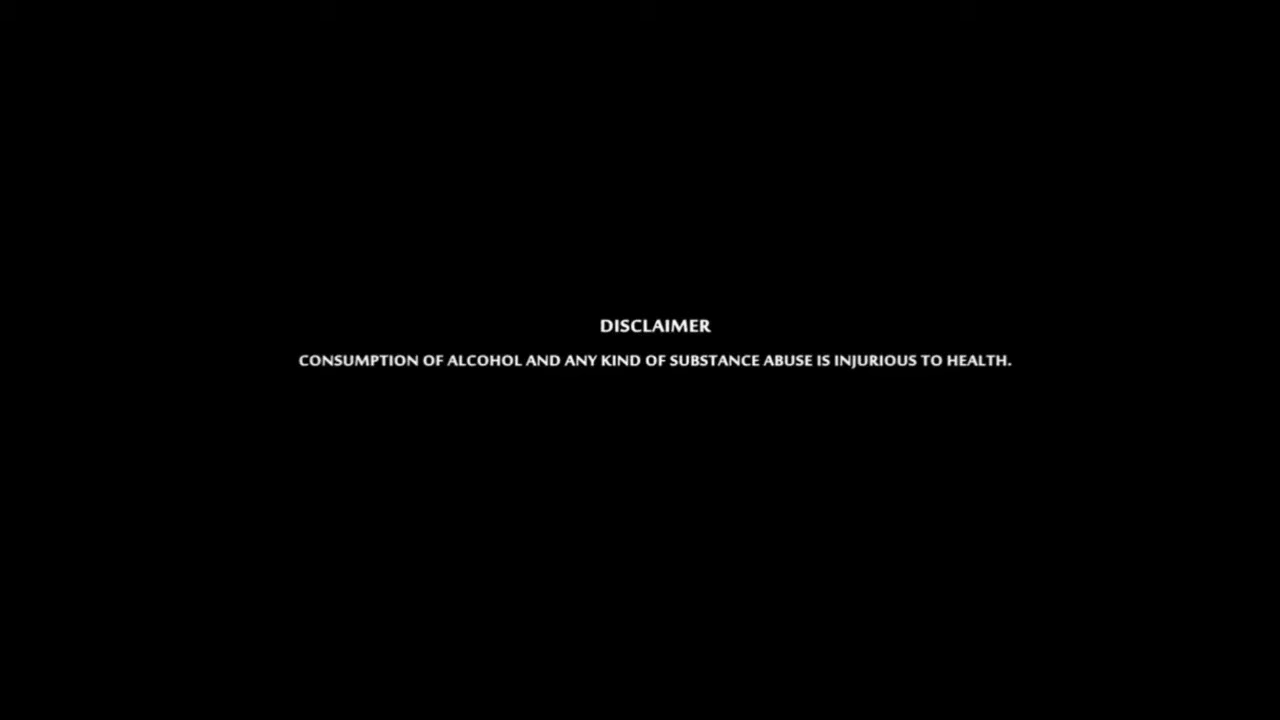 DISCLAIMER
CONSUMPTION OF ALCOHOL AND ANY KIND OF SUBSTANCE ABUSE IS INJURIOUS TO HEALTH.